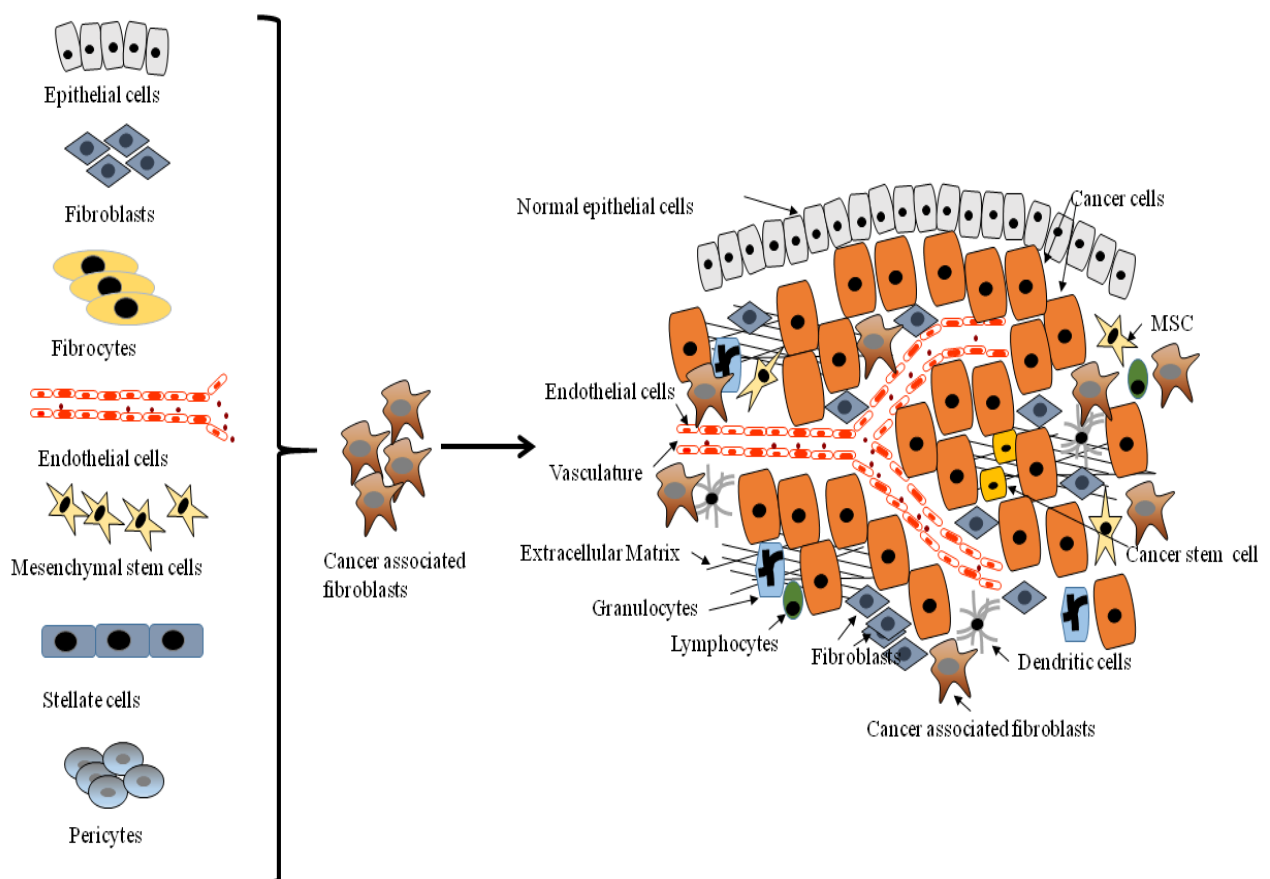 Epithelial cells
Fibroblasts
Fibrocytes
Endothelial cells
Mesenchymal stem cells
Stellate cells
Pericytes
Cancer associated
fibroblasts
Normal epithelial cells
Cancer cells
MSC
Endothelial cells
Vasculature
Extracellular Matrix
Granulocytes
Lymphocytes
Fibroblasts
Cancer stem cell
Dendritic cells
Cancer associated fibroblasts